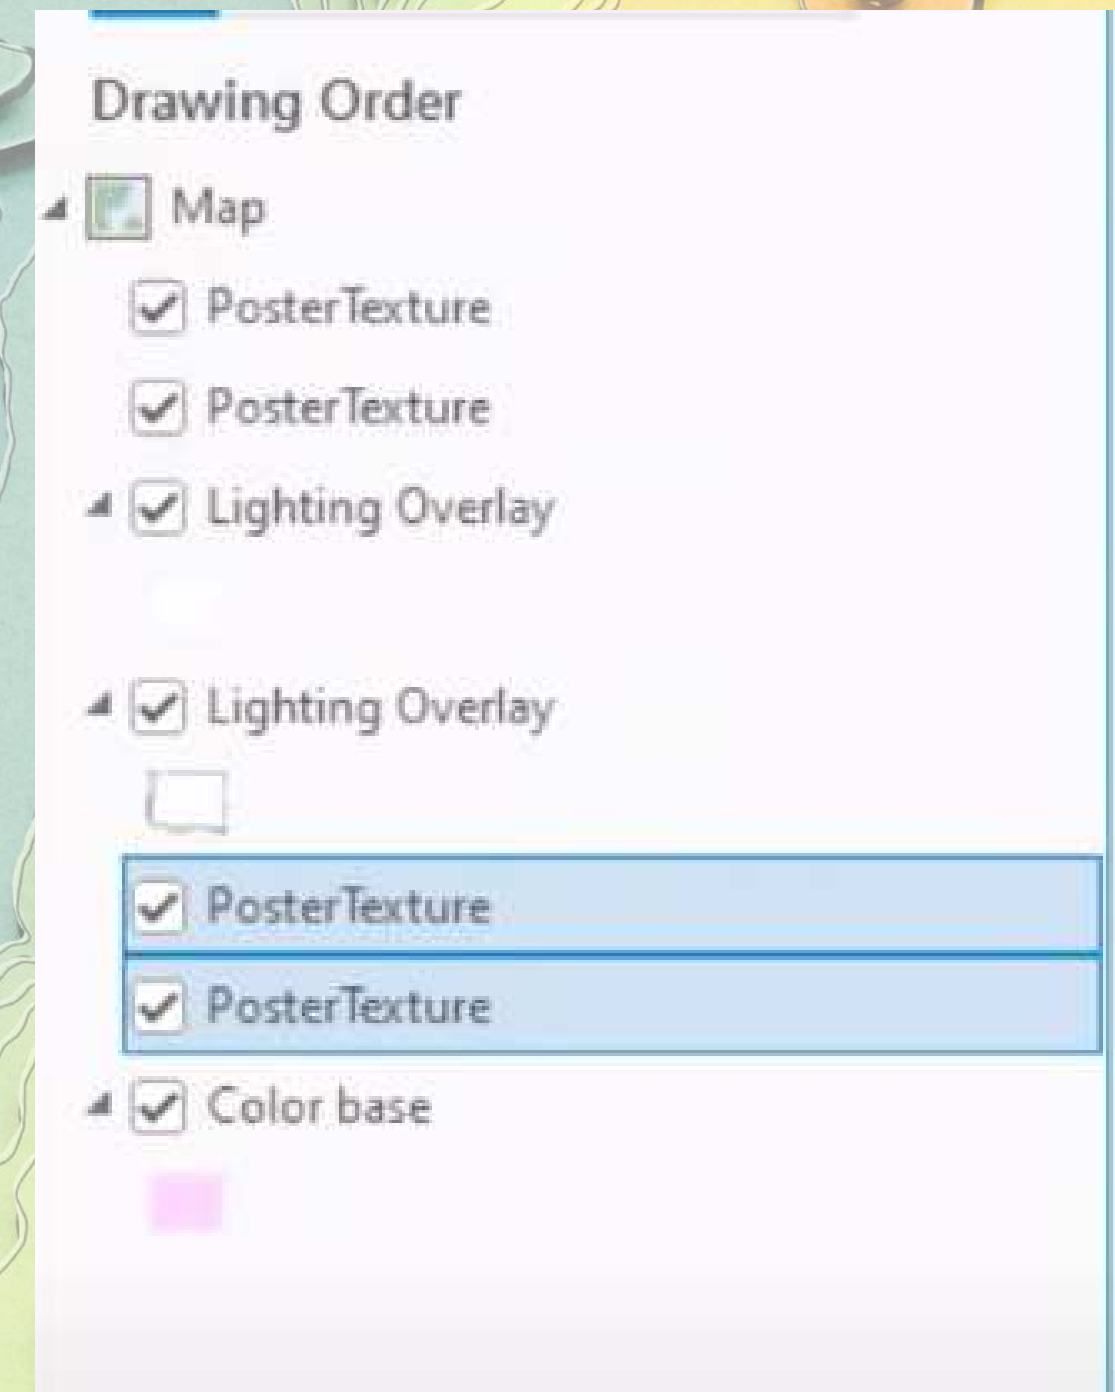 Drawing Order
Map
PosterTexture
PosterTexture
Lighting Overlay
Lighting Overlay
PosterTexture
PosterTexture
Color base